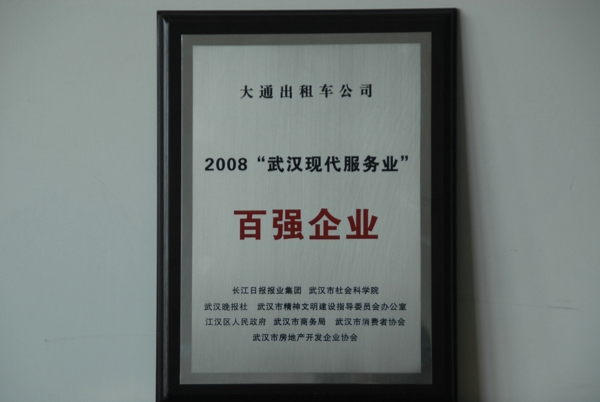 大通出租车公司
2008“武汉现代服务业”
百强企业
长江日报报业集团 武汉市社会科学院
武汉晚报社 武汉市精神文明建设指导委员会办公室
江汉区人民政府 武汉市商务局 武汉市消费者协会
武汉市房地产开发企业协会